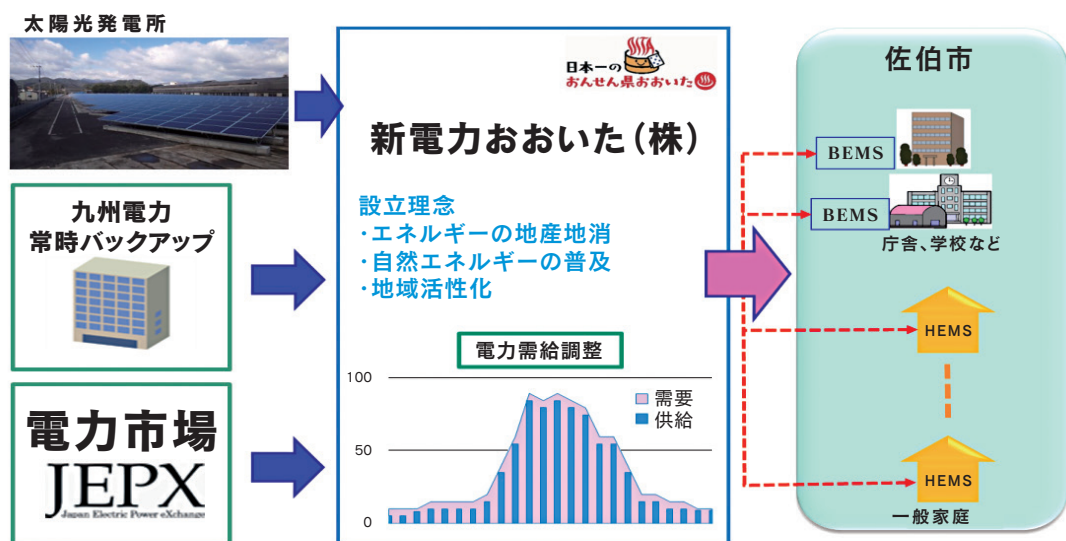 太陽光発電所
九州電力
常時バックアップ
電力市場
JEPX
Japan Electric Power eXchange
日本一の
おんせん県おおいた
新電力おおいた(株)
設立理念
・エネルギーの地産地消
・自然エネルギーの普及
・地域活性化
電力需給調整
100
50
0
需要
供給
佐伯市
BEMS
BEMS
庁舎、学校など
HEMS
HEMS
一般家庭